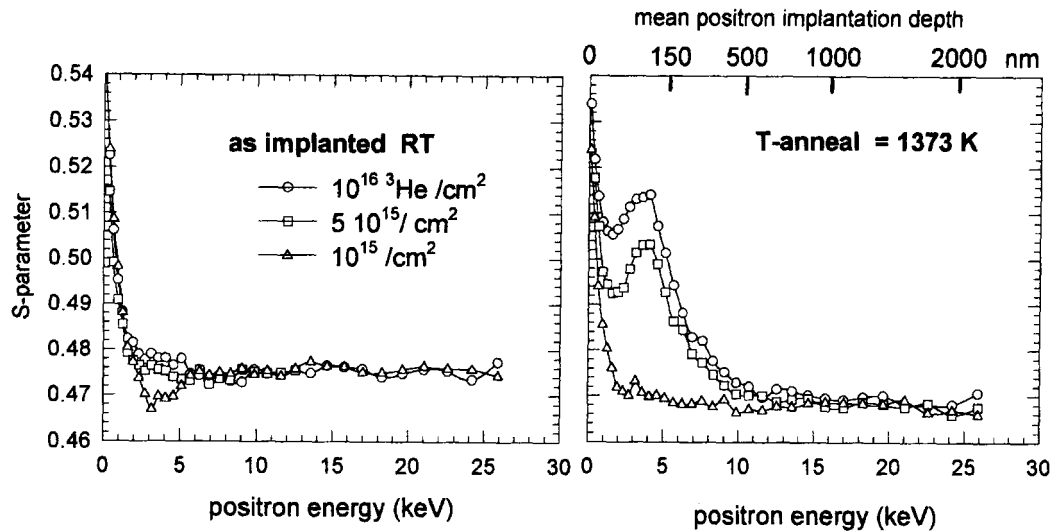 mean positron implantation depth
0 150 500 1000 2000 nm
0.54
0.53
0.52
0.51
0.50
0.49
0.48
0.47
0.46
S-parameter
as implanted RT
10¹⁶ ³He /cm²
5 10¹⁵/ cm²
10¹⁵ /cm²
T-anneal = 1373 K
0 5 10 15 20 25 30
0 5 10 15 20 25 30
positron energy (keV)
positron energy (keV)